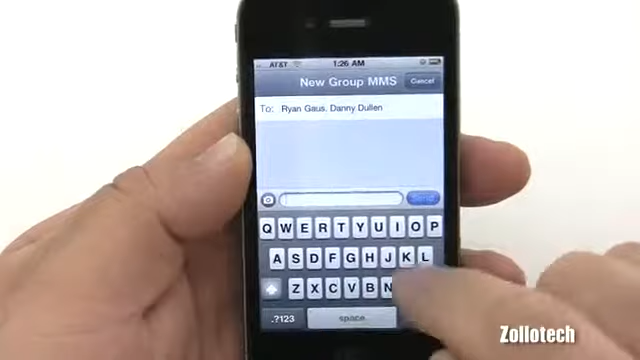 AT&T 1:26 AM
New Group MMS Cancel
To: Ryan Gaus, Danny Dullen
Send
Q W E R T Y U I O P
A S D F G H J K L
Z X C V B N
.?123 space
Zollotech